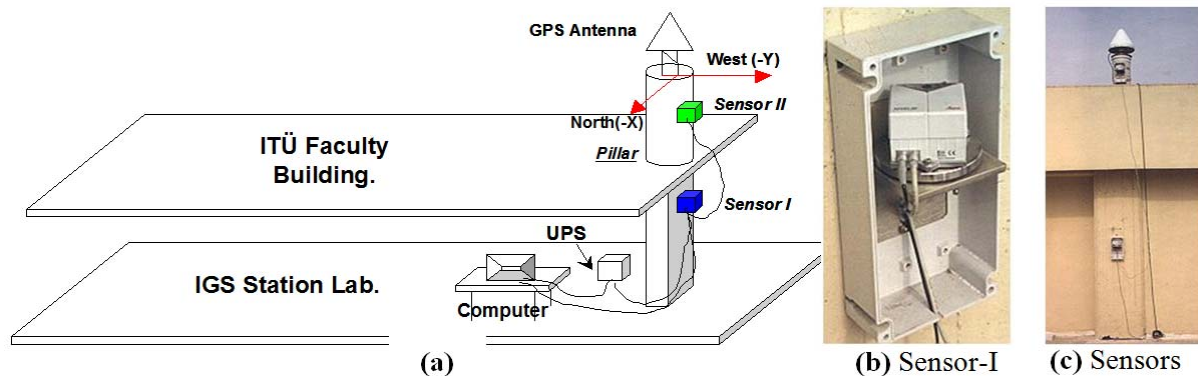 GPS Antenna
West (-Y)
Sensor II
North(-X)
ITÜ Faculty
Building.
Pillar
Sensor I
UPS
IGS Station Lab.
Computer
(a)
(b) Sensor-I
(c) Sensors